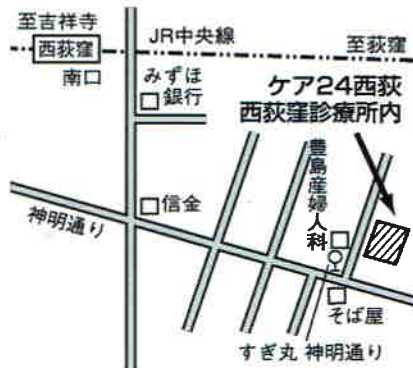 至吉祥寺
JR中央線
至荻窪
西荻窪
南口
みずほ
銀行
ケア24西荻
西荻窪診療所内
豊島産婦人科
信金
神明通り
そば屋
すぎ丸 神明通り